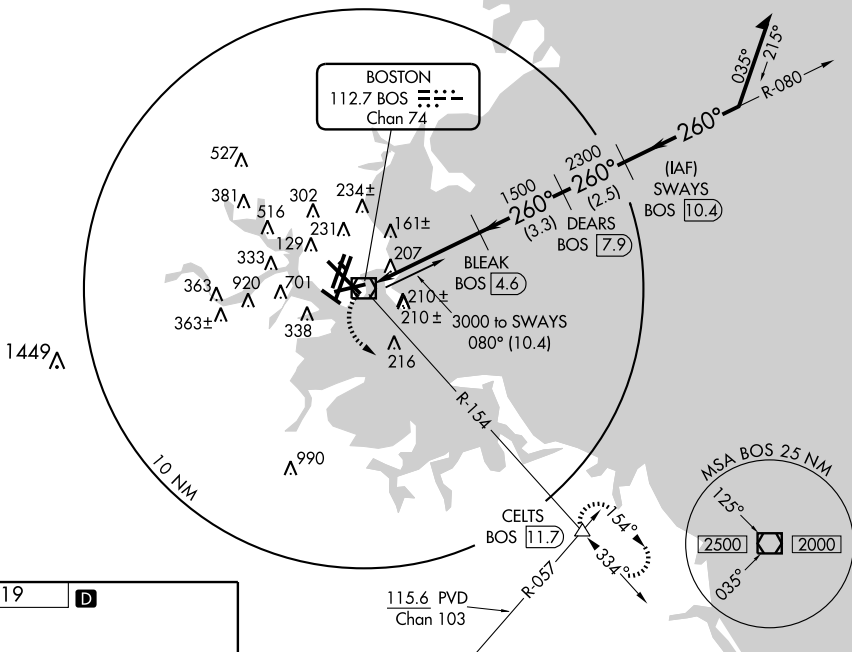 BOSTON
112.7 BOS
Chan 74
035°
215°
R-080
260°
(IAF)
SWAYS
BOS 10.4
2300
260°
(2.5)
DEARS
BOS 7.9
1500
260°
(3.3)
BLEAK
BOS 4.6
3000 to SWAYS
080° (10.4)
527
381
516
302
234±
231
161±
129
333
207
363
920
701
210±
210±
363±
338
216
1449
990
10 NM
R-154
CELTS
BOS 11.7
154°
334°
R-057
115.6 PVD
Chan 103
MSA BOS 25 NM
125°
2500
2000
035°
19
D